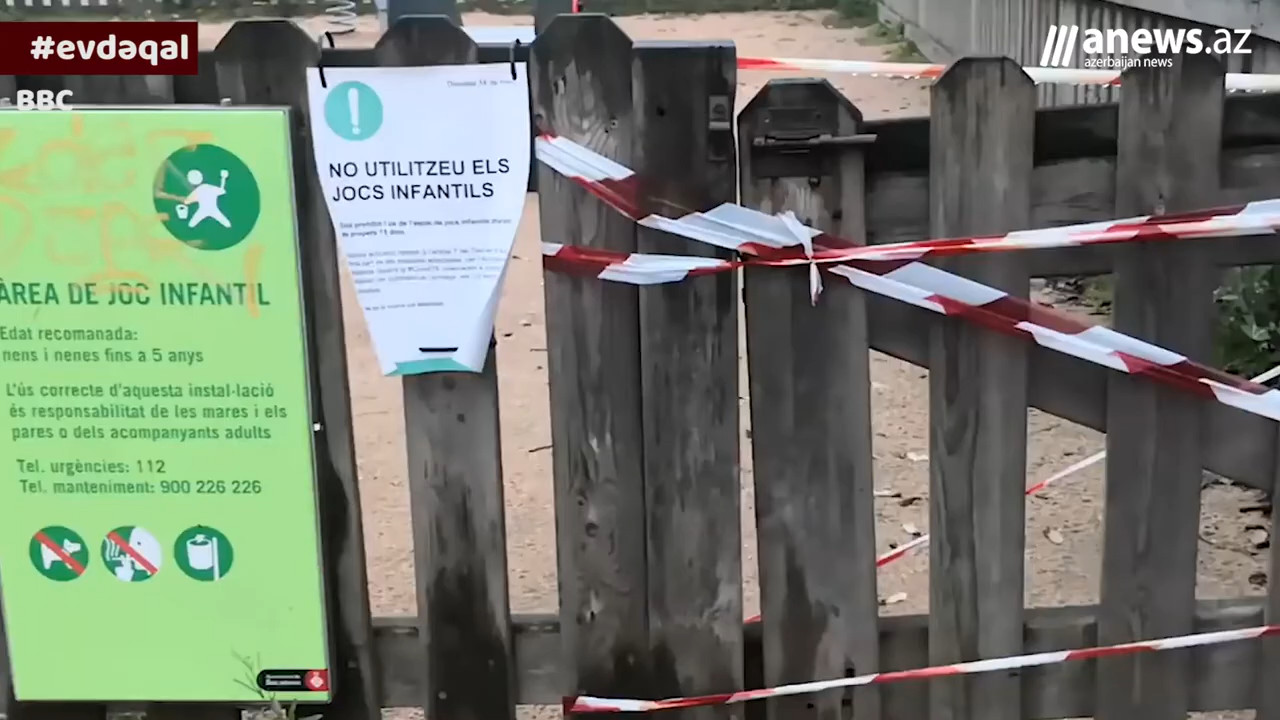 #evdəqal
BBC
anews.az
azerbaijan news
NO UTILITZEU ELS
JOCS INFANTILS
ÀREA DE JOC INFANTIL
Edat recomanada:
nens i nenes fins a 5 anys
L'ús correcte d'aquesta instal·lació
és responsabilitat de les mares i els
pares o dels acompanyants adults
Tel. urgències: 112
Tel. manteniment: 900 226 226